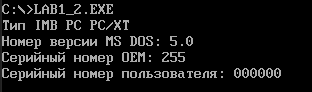 C:\>LAB1_2.EXE
Тип IMB PC PC/XT
Номер версии MS DOS: 5.0
Серийный номер OEM: 255
Серийный номер пользователя: 000000